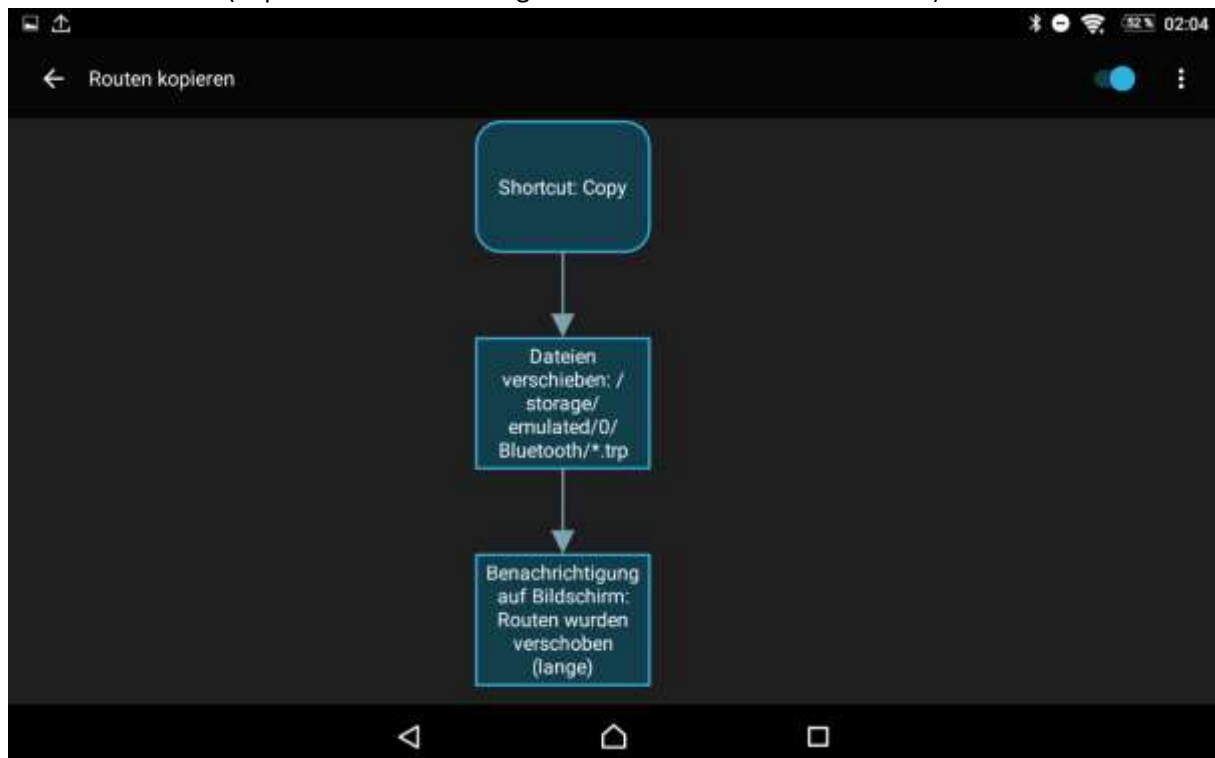 52 % 02:04
Routen kopieren
Shortcut: Copy
Dateien
verschieben: /
storage/
emulated/0/
Bluetooth/*.trp
Benachrichtigung
auf Bildschirm:
Routen wurden
verschoben
(lange)